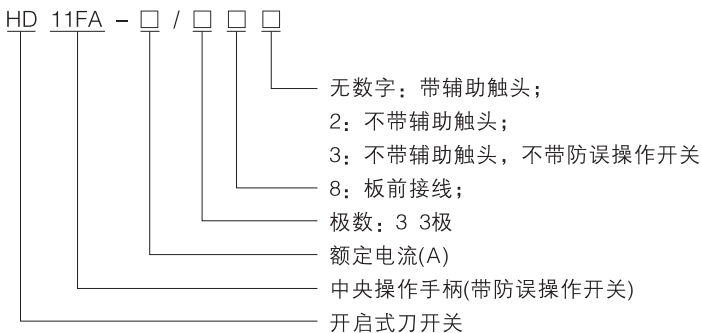 HD 11FA - □ / □ □ □
无数字：带辅助触头；
2：不带辅助触头；
3：不带辅助触头，不带防误操作开关
8：板前接线；
极数：3 3极
额定电流(A)
中央操作手柄(带防误操作开关)
开启式刀开关